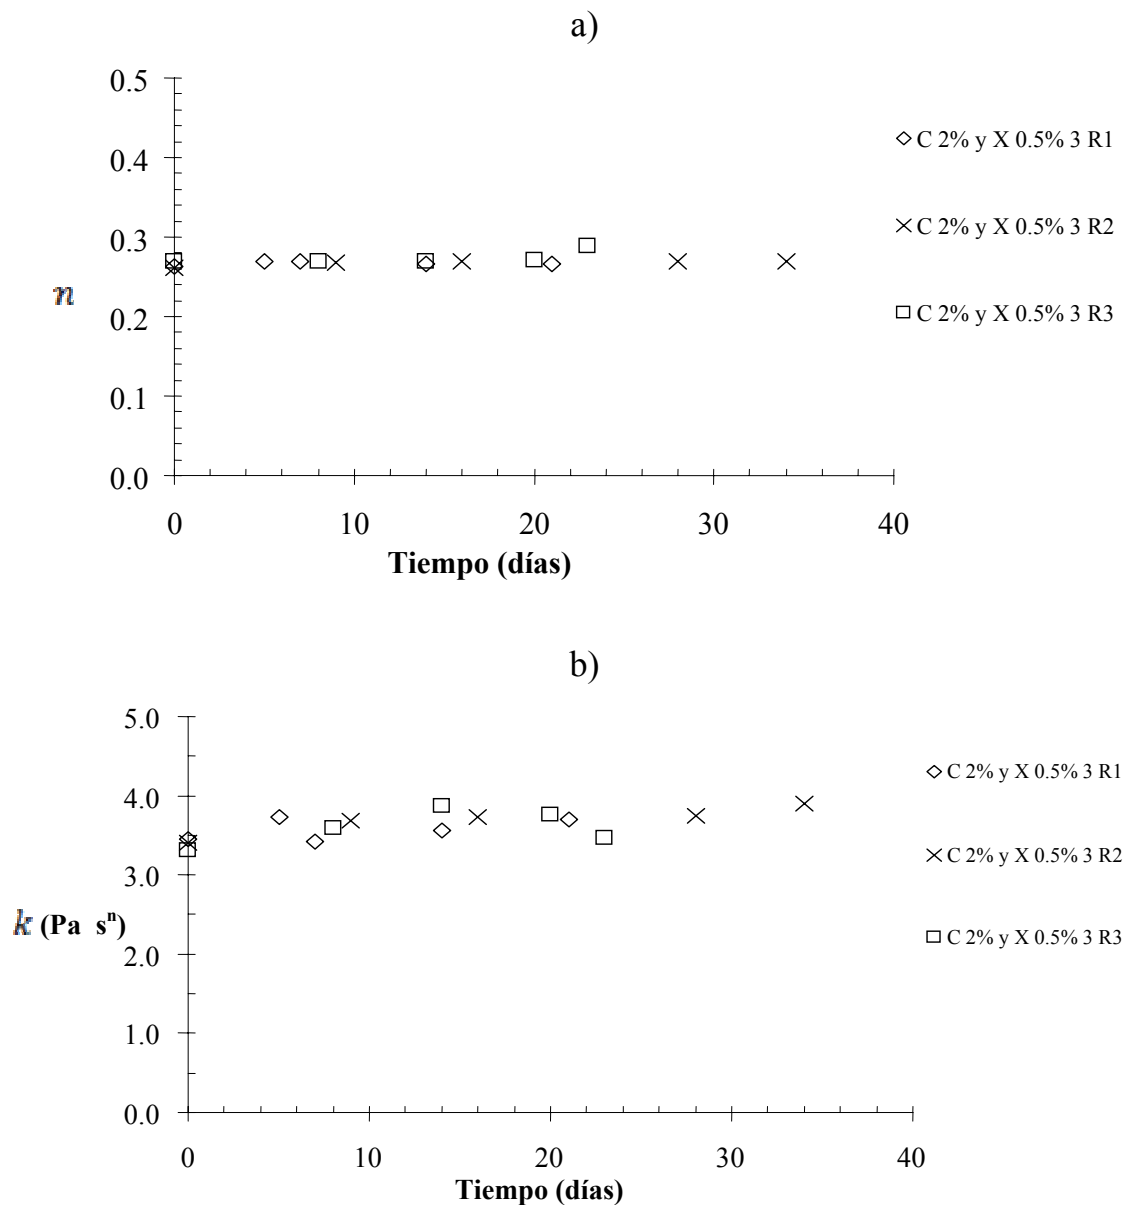 a)
0.5
0.4
0.3
0.2
0.1
0.0
n
0 10 20 30 40
Tiempo (días)
C 2% y X 0.5% 3 R1
C 2% y X 0.5% 3 R2
C 2% y X 0.5% 3 R3
b)
5.0
4.0
3.0
2.0
1.0
0.0
k (Pa sⁿ)
0 10 20 30 40
Tiempo (días)
C 2% y X 0.5% 3 R1
C 2% y X 0.5% 3 R2
C 2% y X 0.5% 3 R3